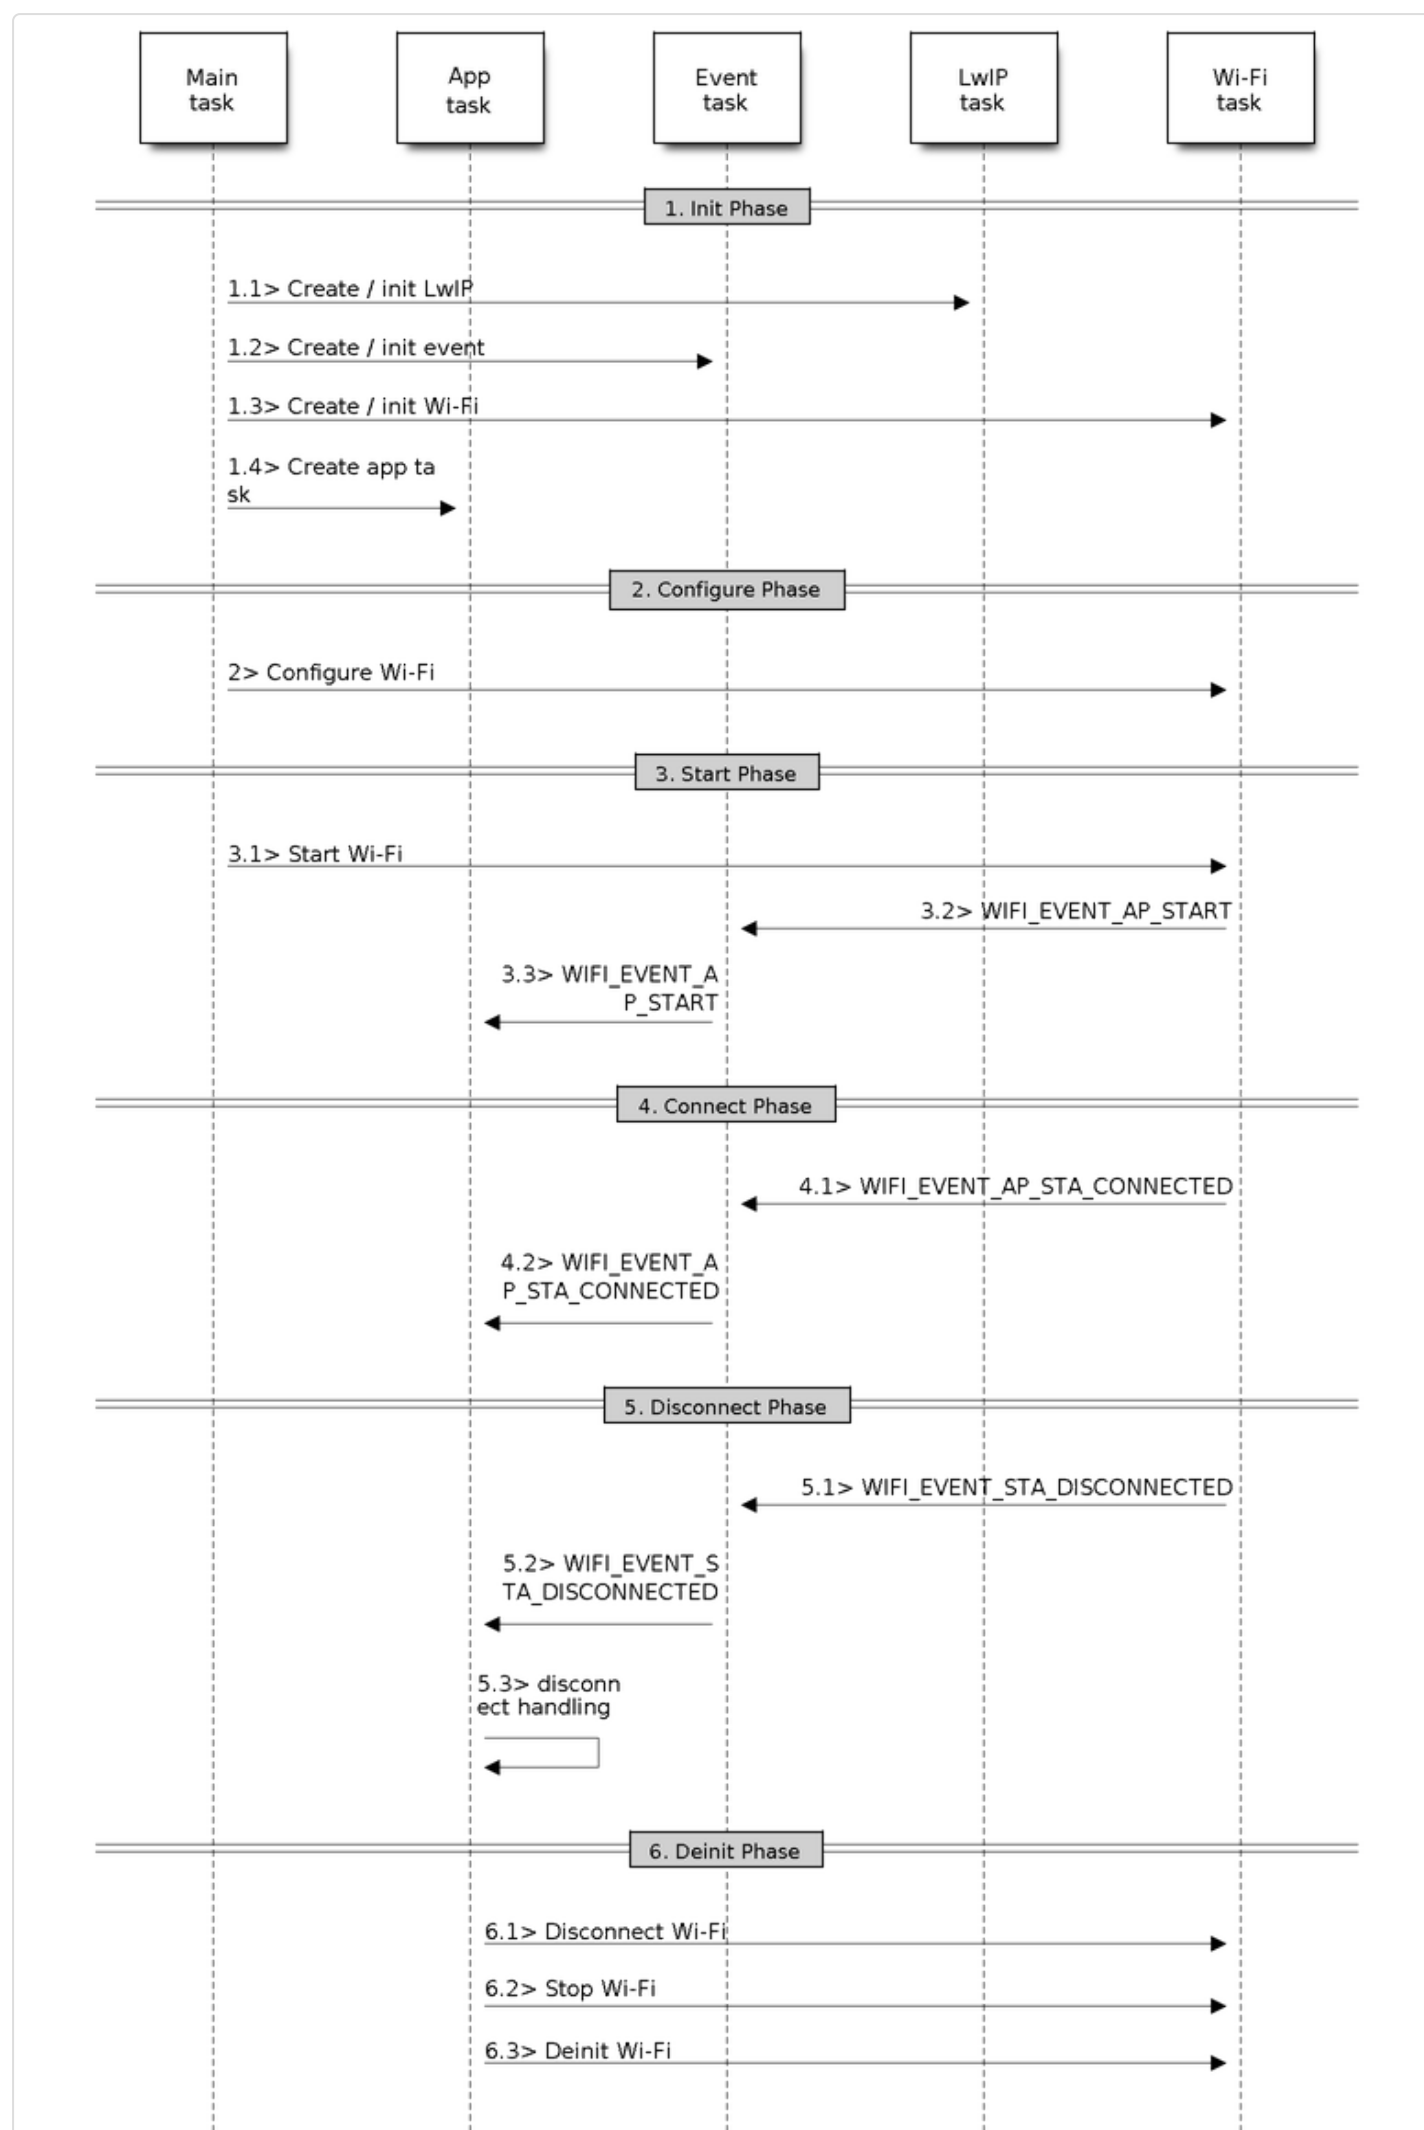 Main
task
App
task
Event
task
LwIP
task
Wi-Fi
task
1. Init Phase
1.1> Create / init LwIP
1.2> Create / init event
1.3> Create / init Wi-Fi
1.4> Create app ta
sk
2. Configure Phase
2> Configure Wi-Fi
3. Start Phase
3.1> Start Wi-Fi
3.2> WIFI_EVENT_AP_START
3.3> WIFI_EVENT_A
P_START
4. Connect Phase
4.1> WIFI_EVENT_AP_STA_CONNECTED
4.2> WIFI_EVENT_A
P_STA_CONNECTED
5. Disconnect Phase
5.1> WIFI_EVENT_STA_DISCONNECTED
5.2> WIFI_EVENT_S
TA_DISCONNECTED
5.3> disconn
ect handling
6. Deinit Phase
6.1> Disconnect Wi-Fi
6.2> Stop Wi-Fi
6.3> Deinit Wi-Fi